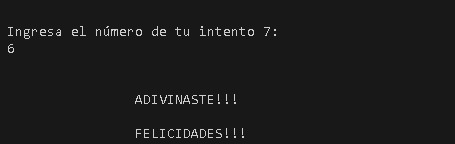 Ingresa el número de tu intento 7:
6
ADIVINASTE!!!
FELICIDADES!!!